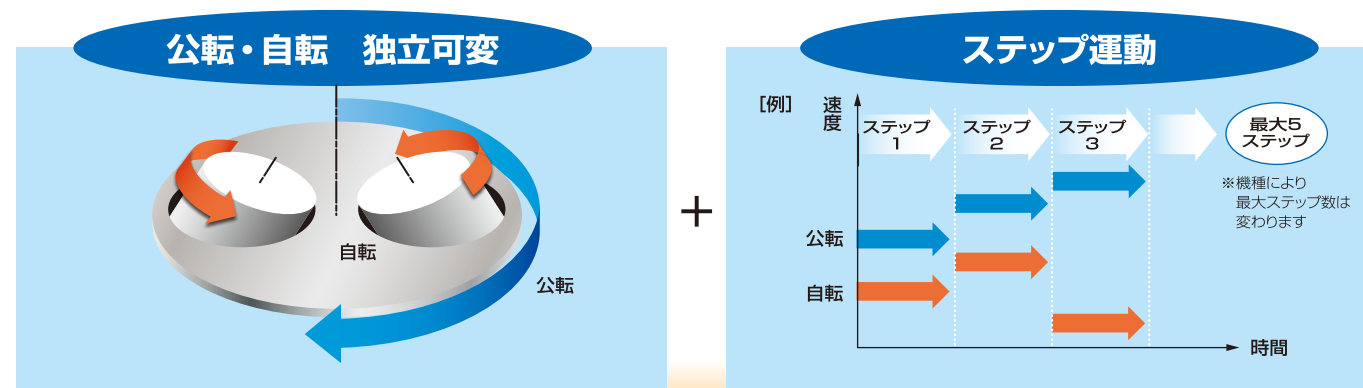 公転・自転　独立可変
自転
公転
＋
ステップ運動
［例］
速度
ステップ
1
ステップ
2
ステップ
3
最大5
ステップ
※機種により
最大ステップ数は
変わります
公転
自転
時間